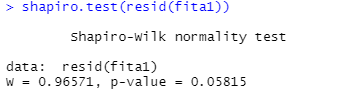 > shapiro.test(resid(fita1))
Shapiro-Wilk normality test
data:  resid(fita1)
W = 0.96571, p-value = 0.05815